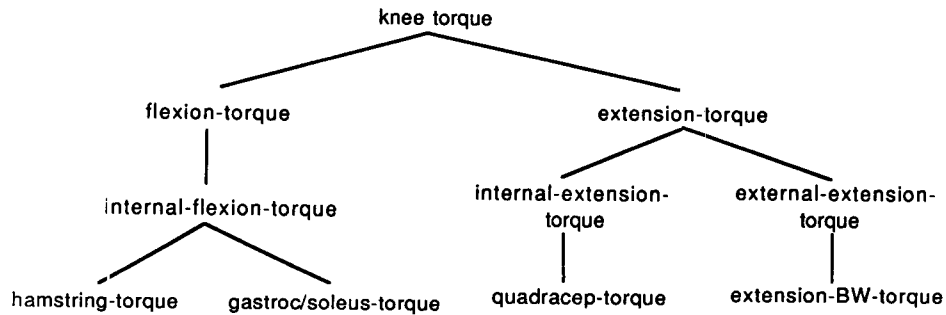 knee torque
flexion-torque
extension-torque
internal-flexion-torque
internal-extension-
torque
external-extension-
torque
hamstring-torque
gastroc/soleus-torque
quadracep-torque
extension-BW-torque